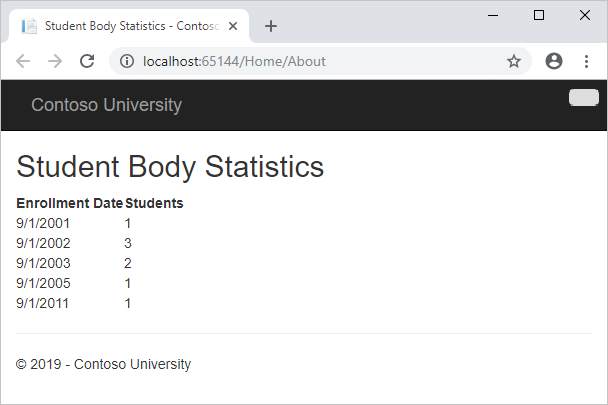 Student Body Statistics - Contoso
localhost:65144/Home/About
Contoso University
Student Body Statistics
Enrollment Date Students
9/1/2001 1
9/1/2002 3
9/1/2003 2
9/1/2005 1
9/1/2011 1
© 2019 - Contoso University